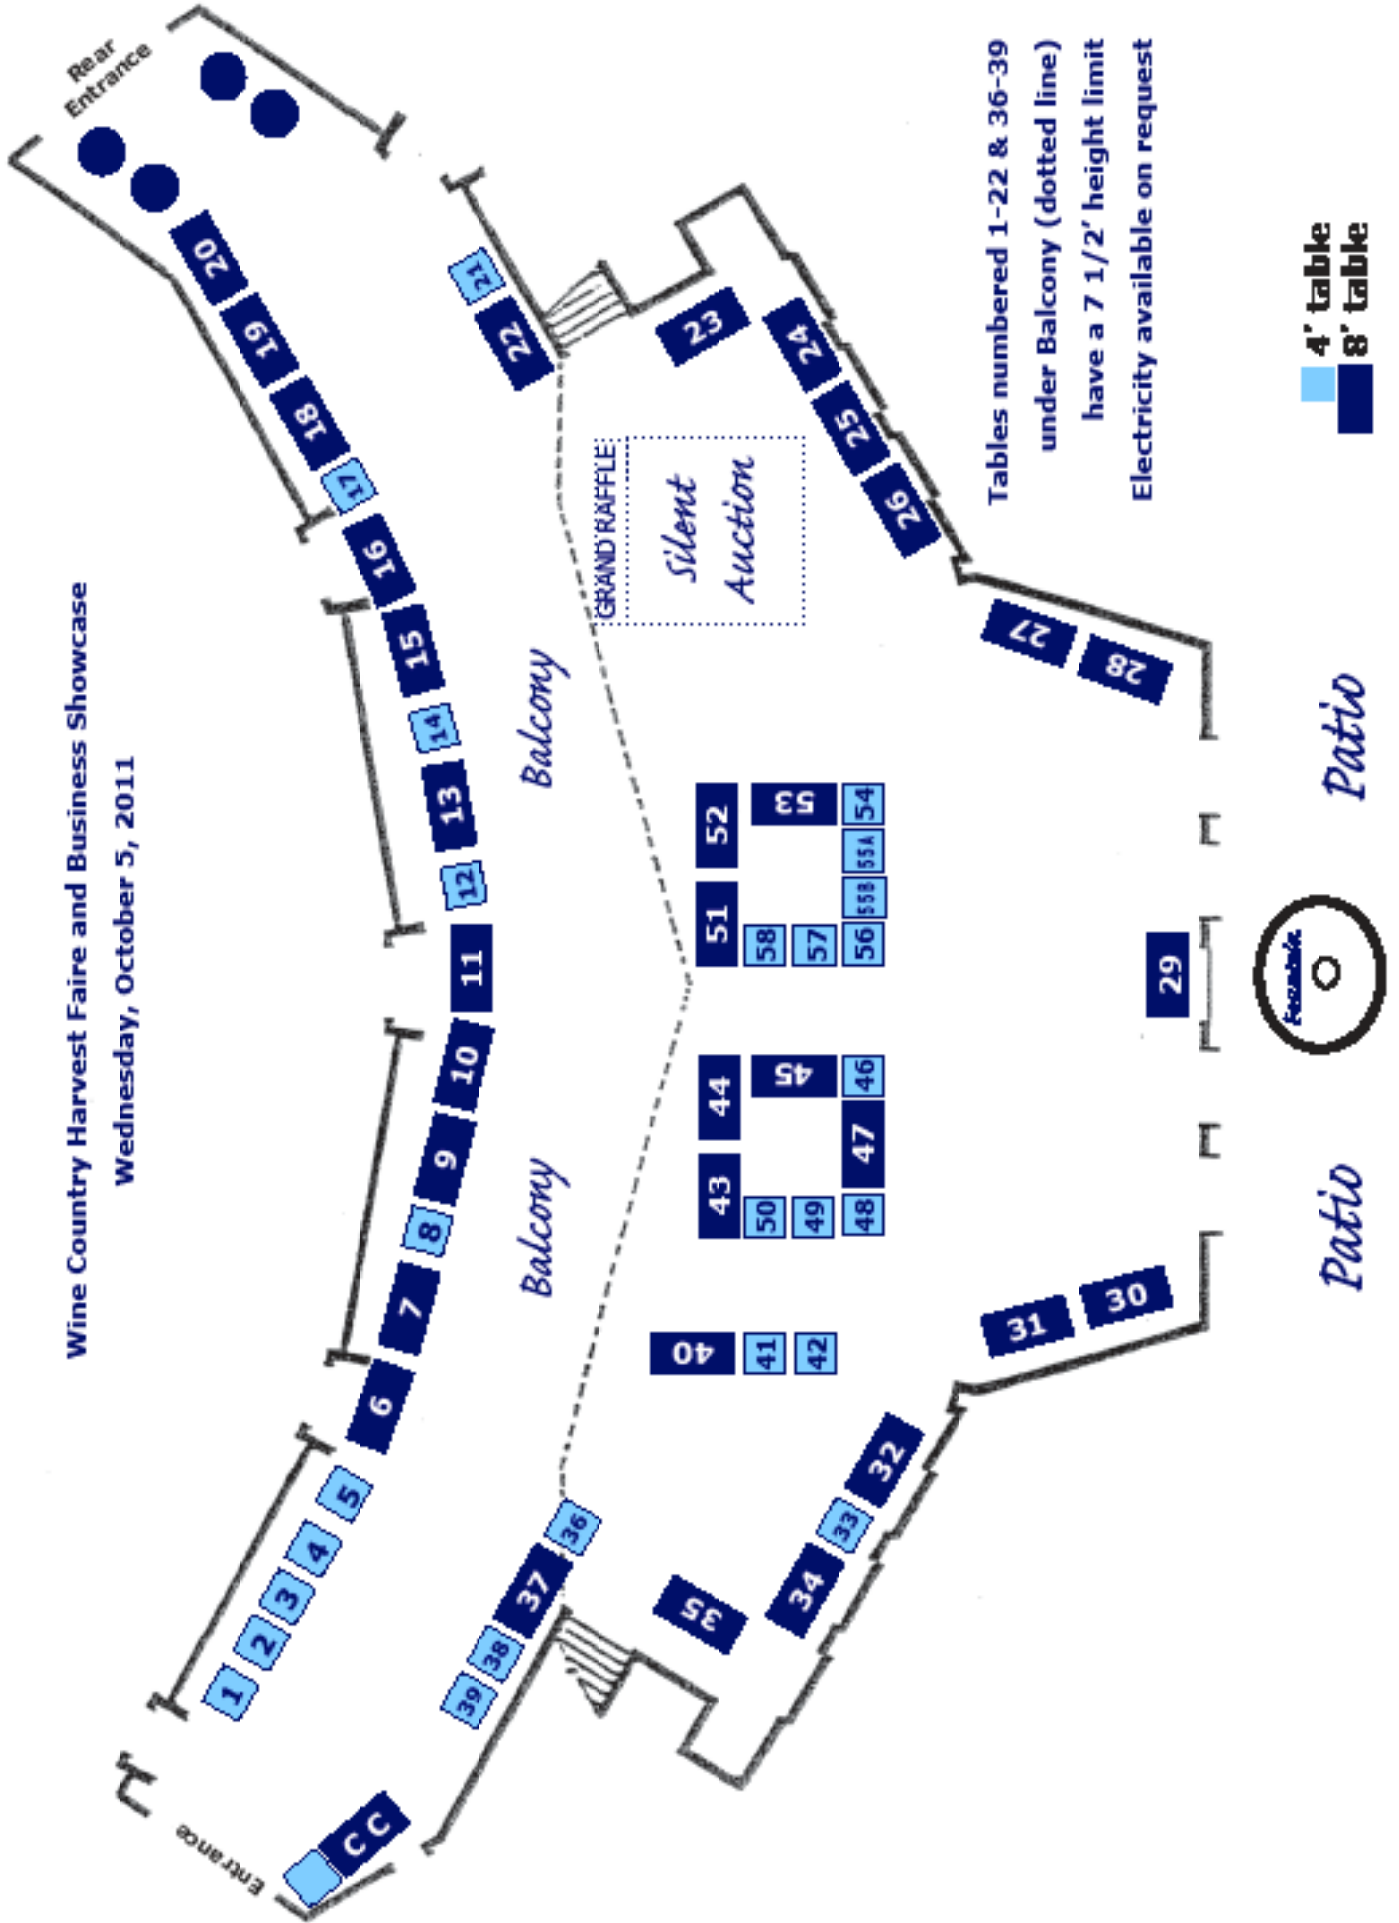 Wine Country Harvest Faire and Business Showcase
Wednesday, October 5, 2011
Rear
Entrance
Entrance
C C
1
2
3
4
5
6
7
8
9
10
11
12
13
14
15
16
17
18
19
20
21
22
23
24
25
26
27
28
29
30
31
32
33
34
35
36
37
38
39
40
41
42
43
44
45
46
47
48
49
50
51
52
53
54
55A
55B
56
57
58
Balcony
Balcony
GRAND RAFFLE
Silent
Auction
Patio
Patio
Fountain
Tables numbered 1-22 & 36-39
under Balcony (dotted line)
have a 7 1/2' height limit
Electricity available on request
4' table
8' table